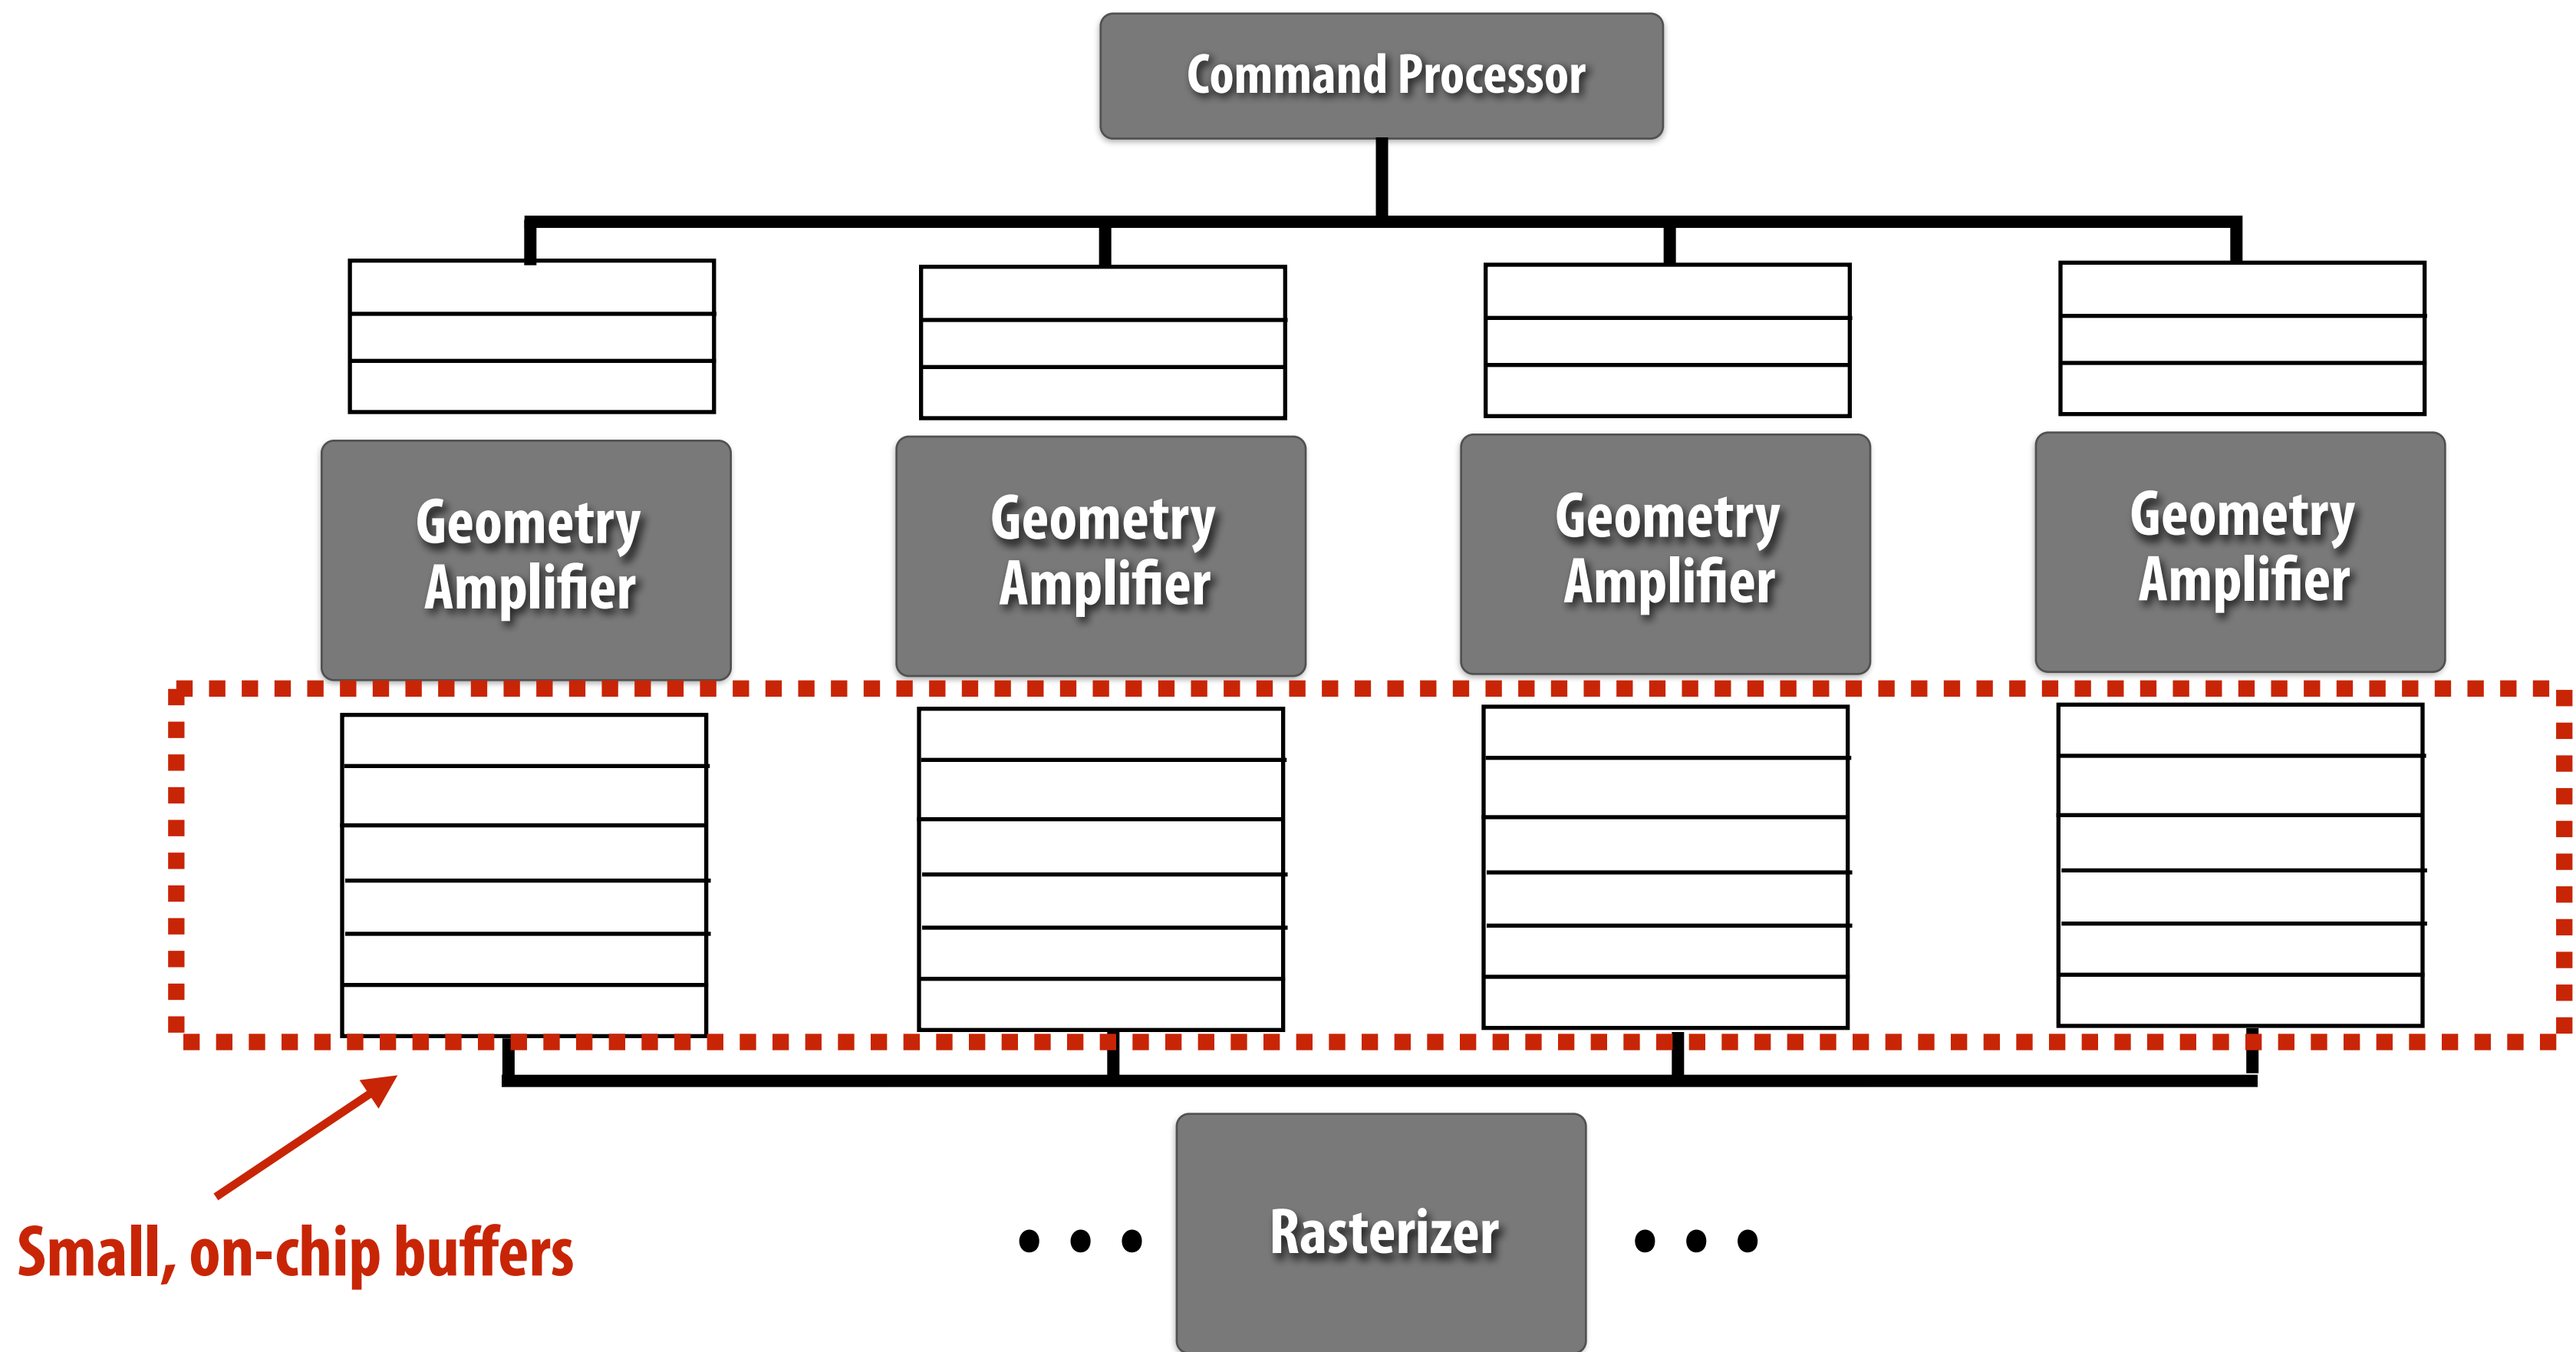 Command Processor
Geometry
Amplifier
Geometry
Amplifier
Geometry
Amplifier
Geometry
Amplifier
Small, on-chip buffers
Rasterizer